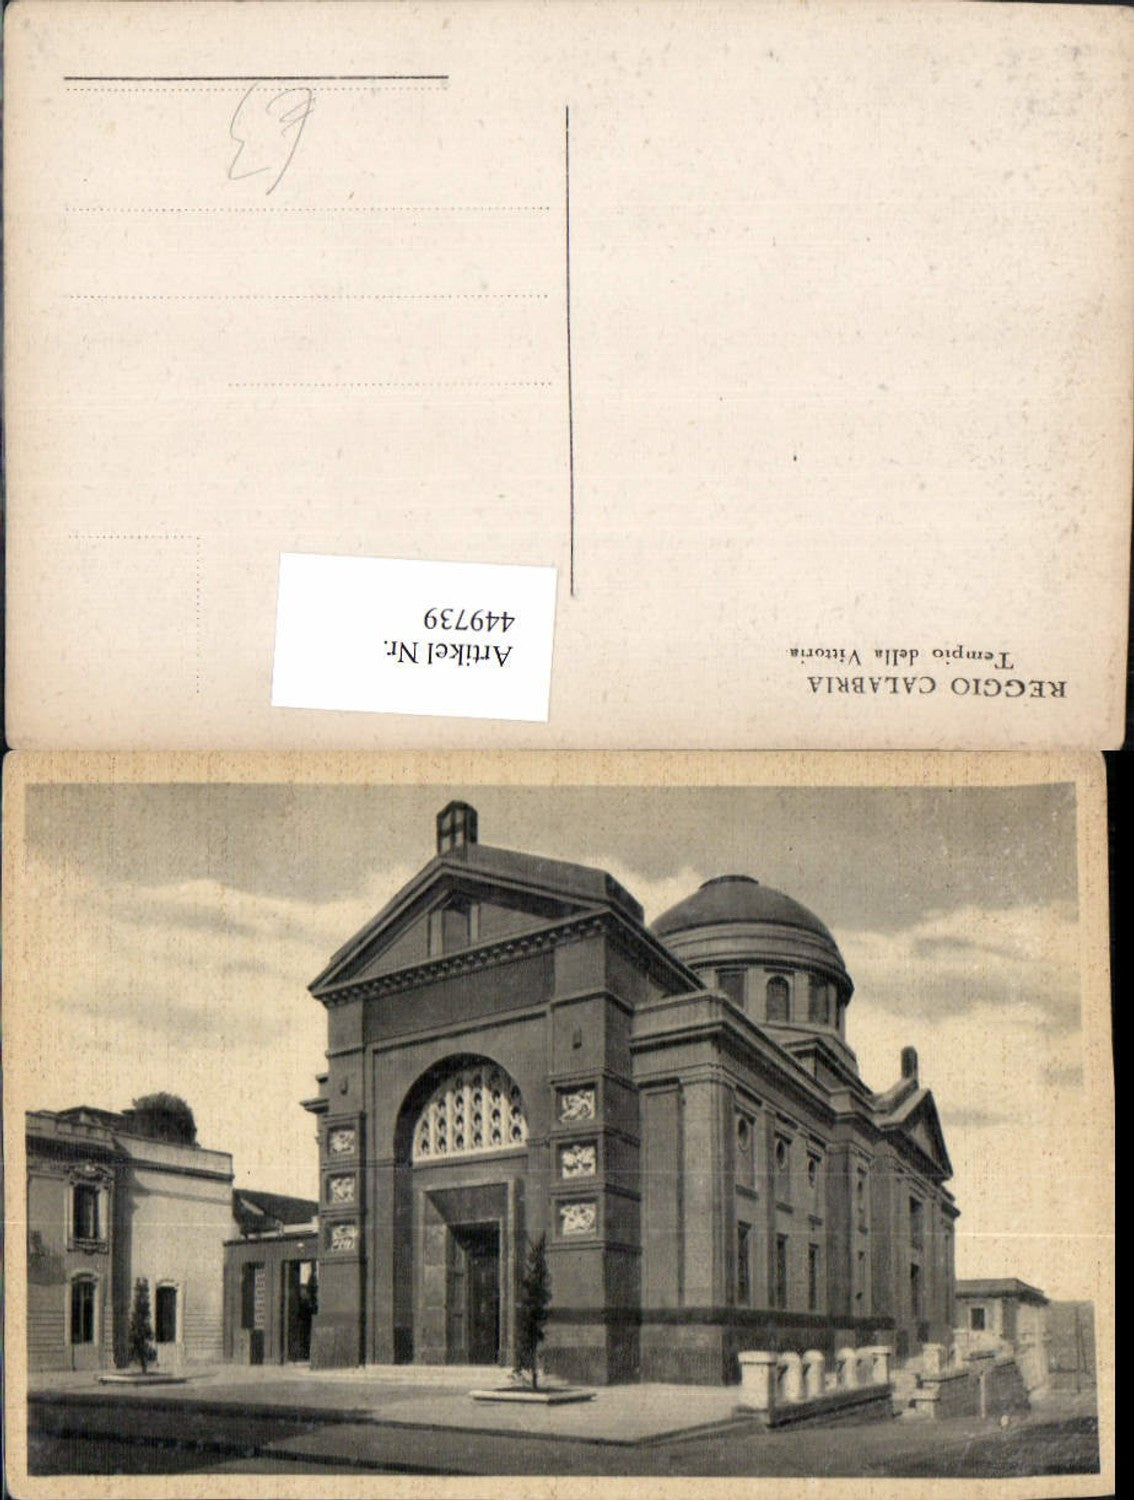 REGGIO CALABRIA
Tempio della Vittoria
Artikel Nr.
449739